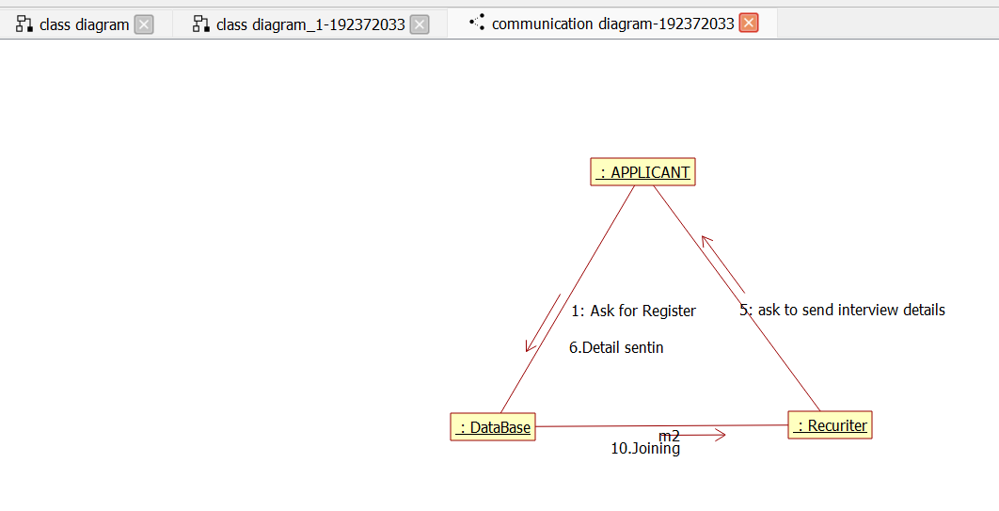 class diagram
class diagram_1-192372033
communication diagram-192372033
: APPLICANT
1: Ask for Register
5: ask to send interview details
6.Detail sentin
: DataBase
: Recuriter
m2
10.Joining